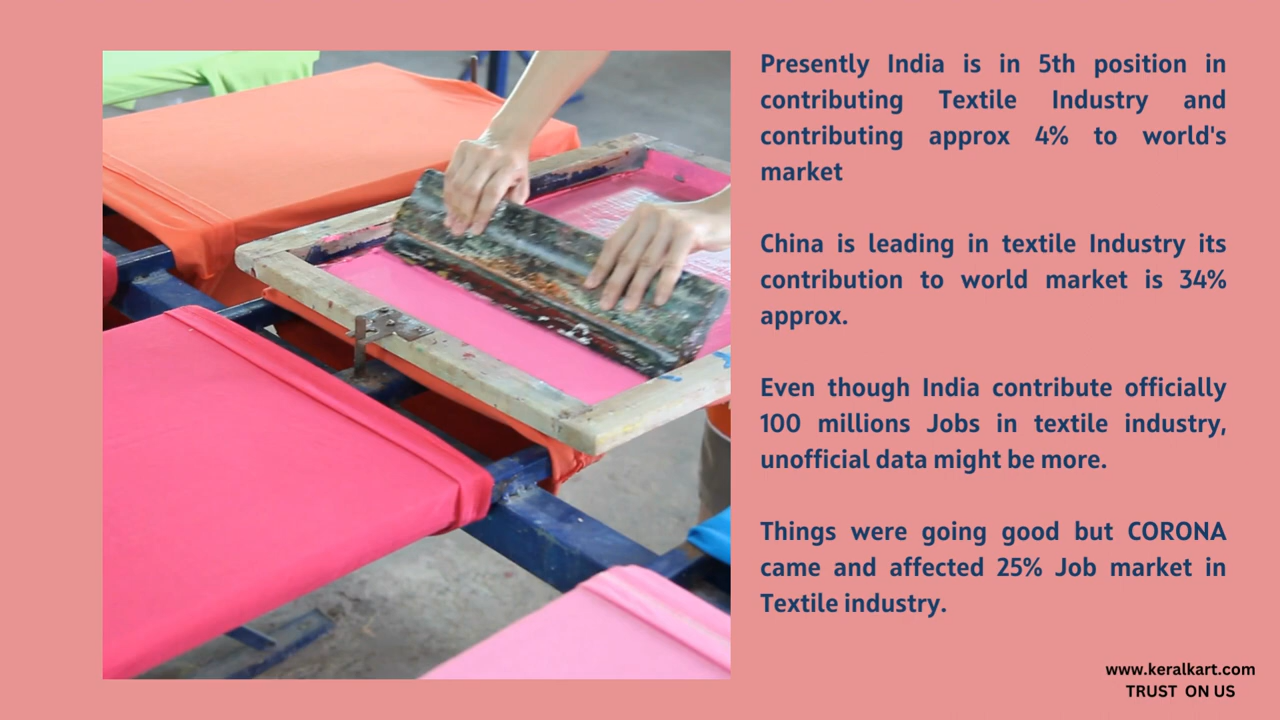 Presently India is in 5th position in
contributing Textile Industry and
contributing approx 4% to world's
market
China is leading in textile Industry its
contribution to world market is 34%
approx.
Even though India contribute officially
100 millions Jobs in textile industry,
unofficial data might be more.
Things were going good but CORONA
came and affected 25% Job market in
Textile industry.
www.keralkart.com
TRUST ON US